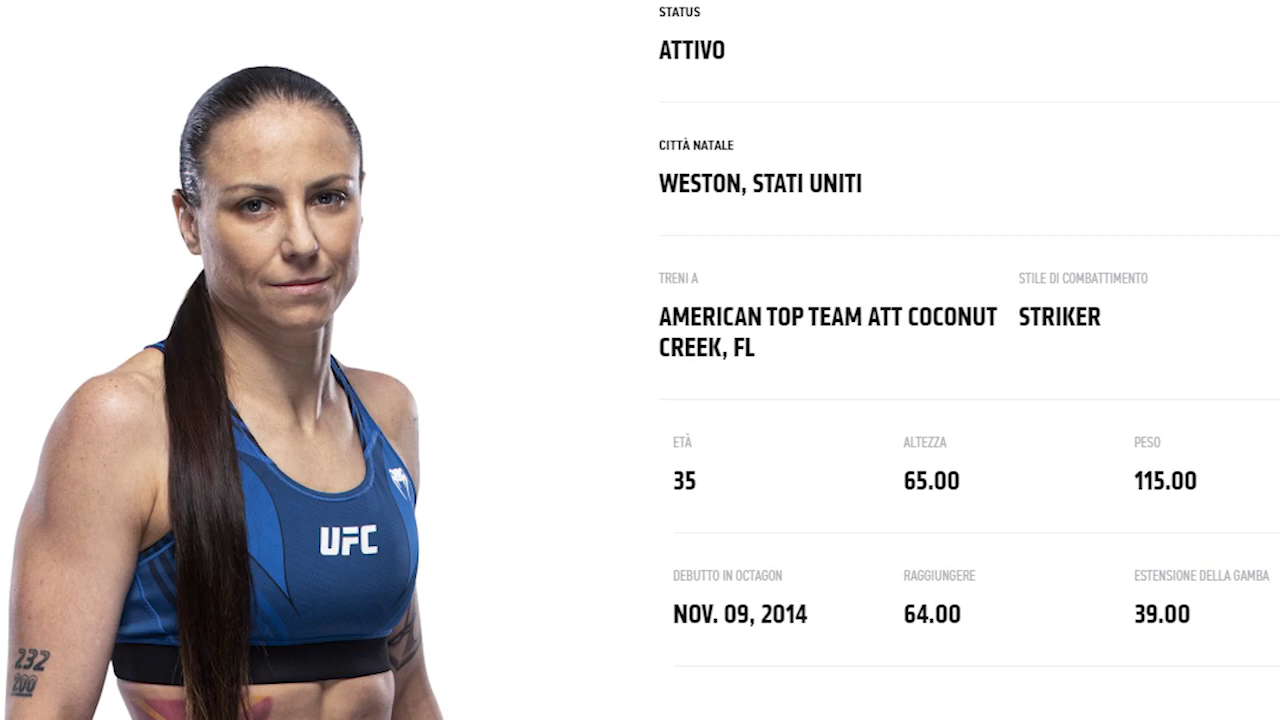 STATUS
ATTIVO
CITTÀ NATALE
WESTON, STATI UNITI
TRENI A
STILE DI COMBATTIMENTO
AMERICAN TOP TEAM ATT COCONUT
CREEK, FL
STRIKER
ETÀ
ALTEZZA
PESO
35
65.00
115.00
DEBUTTO IN OCTAGON
RAGGIUNGERE
ESTENSIONE DELLA GAMBA
NOV. 09, 2014
64.00
39.00
UFC
232
200